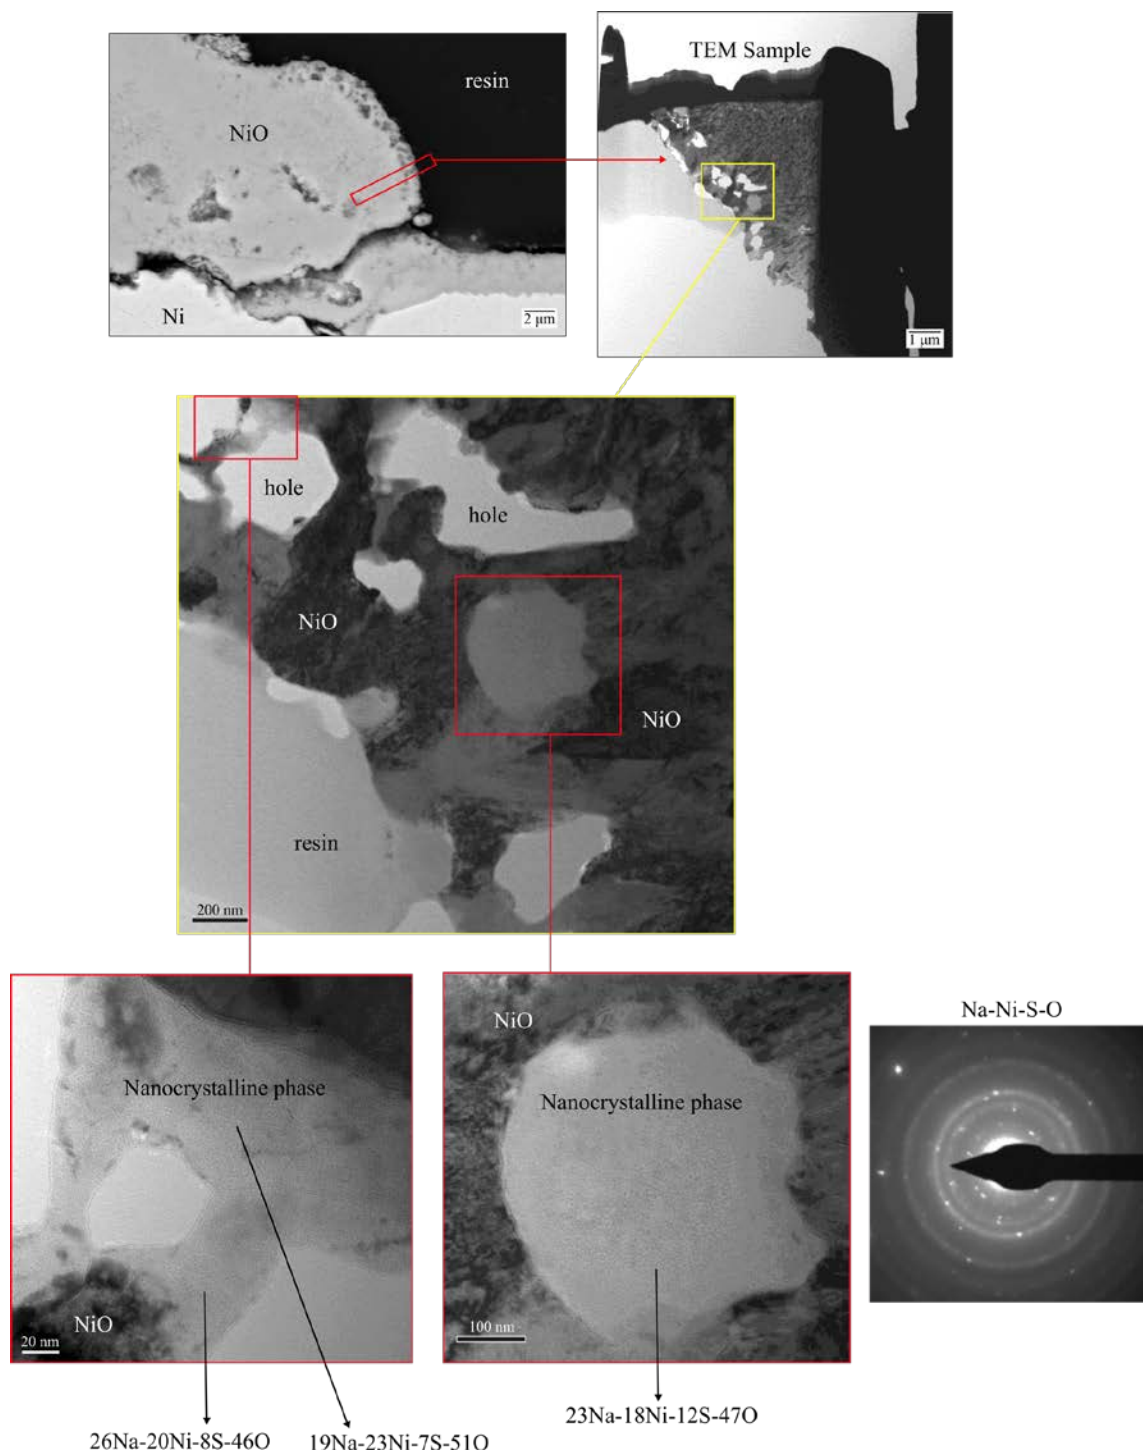 resin
NiO
Ni
2 μm
TEM Sample
1 μm
hole
hole
NiO
NiO
resin
200 nm
Nanocrystalline phase
NiO
20 nm
NiO
Nanocrystalline phase
100 nm
Na-Ni-S-O
26Na-20Ni-8S-46O
19Na-23Ni-7S-51O
23Na-18Ni-12S-47O